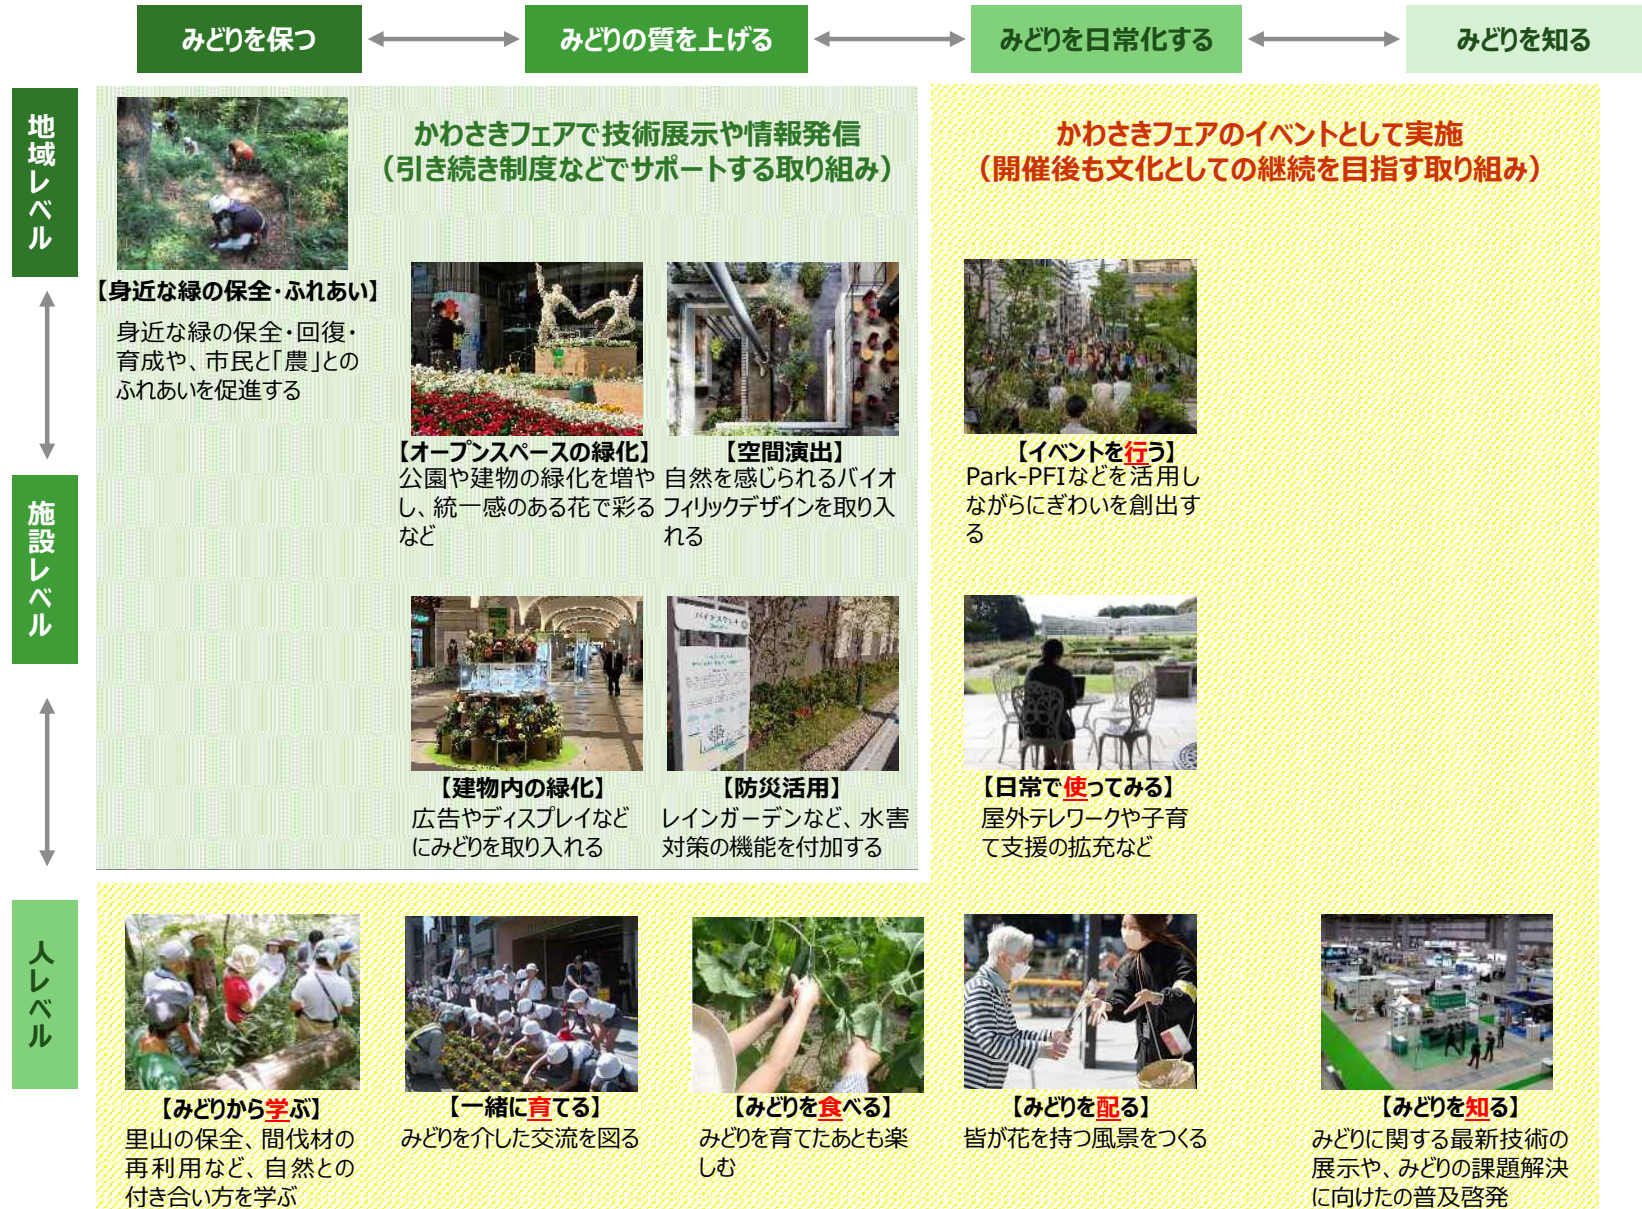 みどりを保つ
みどりの質を上げる
みどりを日常化する
みどりを知る
地域レベル
施設レベル
人レベル
かわさきフェアで技術展示や情報発信
（引き続き制度などでサポートする取り組み）
かわさきフェアのイベントとして実施
（開催後も文化としての継続を目指す取り組み）
【身近な緑の保全・ふれあい】
身近な緑の保全・回復・
育成や、市民と「農」との
ふれあいを促進する
【オープンスペースの緑化】
公園や建物の緑化を増や
し、統一感のある花で彩る
など
【空間演出】
自然を感じられるバイオ
フィリックデザインを取り入
れる
【イベントを行う】
Park-PFIなどを活用し
ながらにぎわいを創出す
る
【建物内の緑化】
広告やディスプレイなど
にみどりを取り入れる
【防災活用】
レインガーデンなど、水害
対策の機能を付加する
【日常で使ってみる】
屋外テレワークや子育
て支援の拡充など
【みどりから学ぶ】
里山の保全、間伐材の
再利用など、自然との
付き合い方を学ぶ
【一緒に育てる】
みどりを介した交流を図る
【みどりを食べる】
みどりを育てたあとも楽
しむ
【みどりを配る】
皆が花を持つ風景をつくる
【みどりを知る】
みどりに関する最新技術の
展示や、みどりの課題解決
に向けたの普及啓発